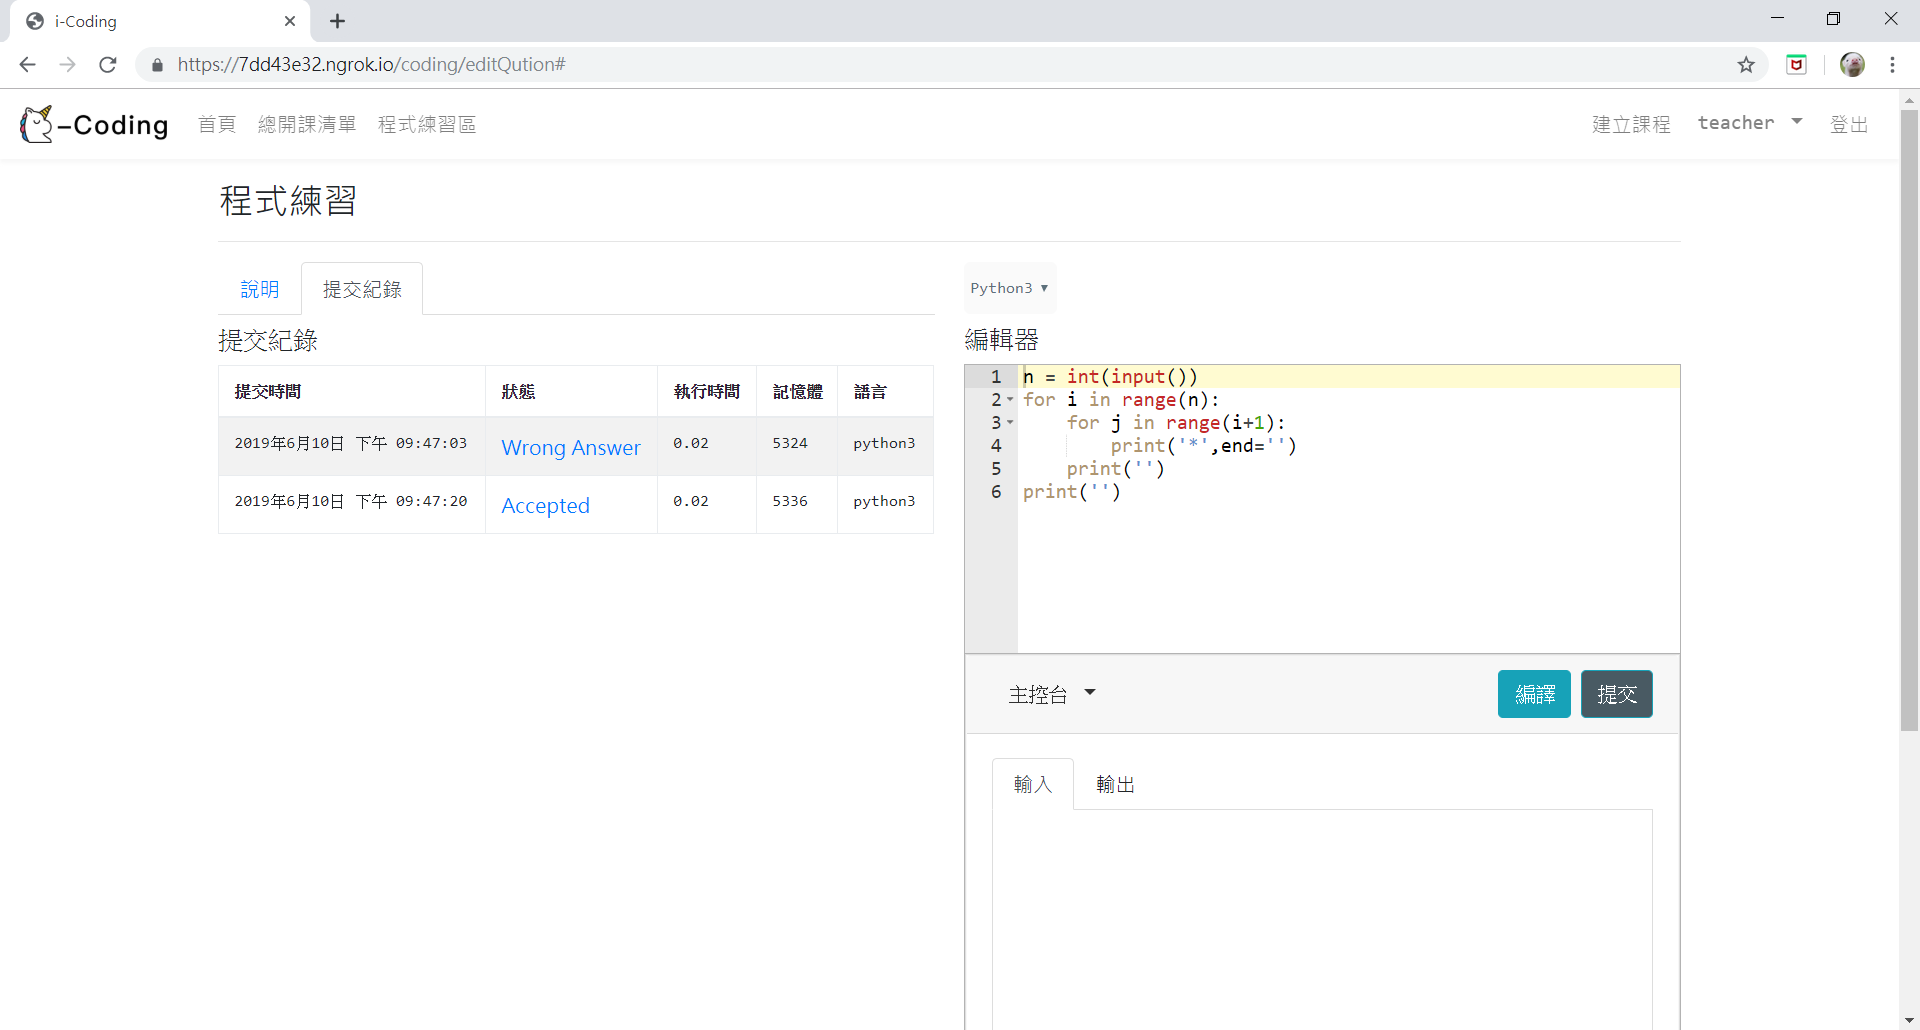 i-Coding
https://7dd43e32.ngrok.io/coding/editQution#
-Coding 首頁 總開課清單 程式練習區 建立課程 teacher 登出
程式練習
說明 提交紀錄
提交紀錄
提交時間 狀態 執行時間 記憶體 語言
2019年6月10日 下午 09:47:03 Wrong Answer 0.02 5324 python3
2019年6月10日 下午 09:47:20 Accepted 0.02 5336 python3
Python3
編輯器
1 n = int(input())
2 for i in range(n):
3     for j in range(i+1):
4         print('*',end='')
5     print('')
6 print('')
主控台 編譯 提交
輸入 輸出